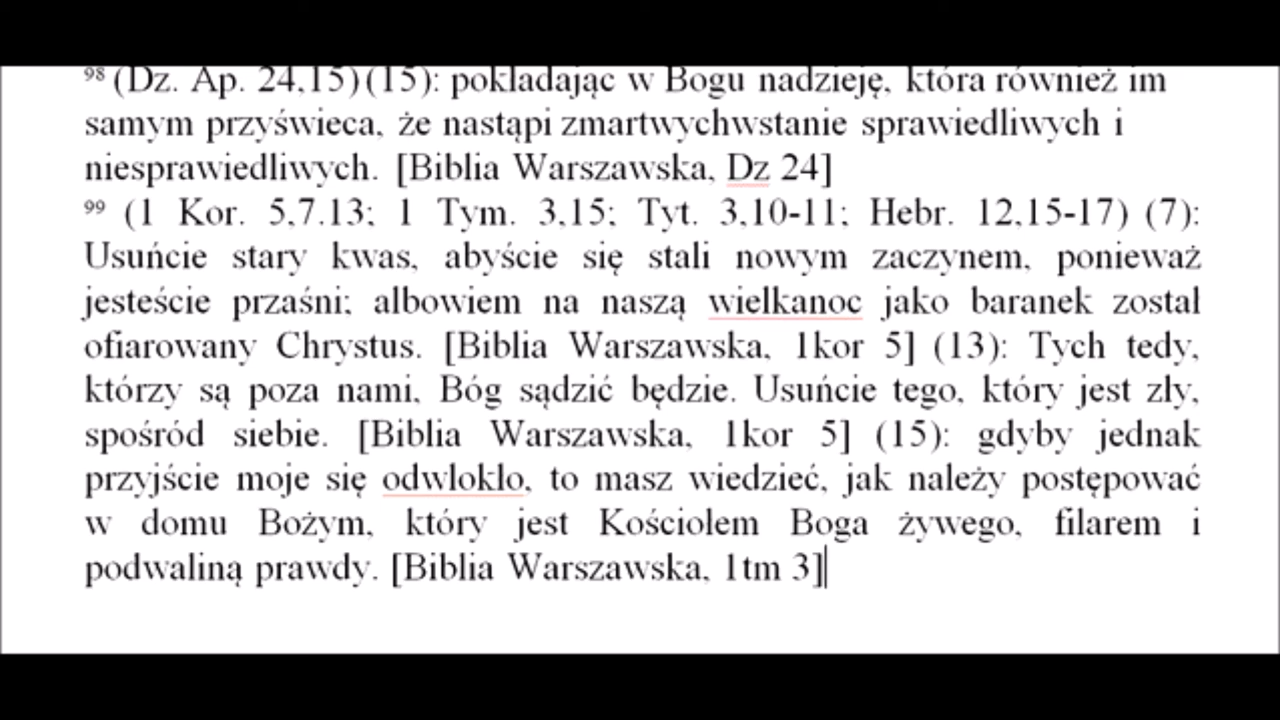 ⁹⁸ (Dz. Ap. 24,15)(15): pokładając w Bogu nadzieję, która również im
samym przyświeca, że nastąpi zmartwychwstanie sprawiedliwych i
niesprawiedliwych. [Biblia Warszawska, Dz 24]
⁹⁹ (1 Kor. 5,7.13; 1 Tym. 3,15; Tyt. 3,10-11; Hebr. 12,15-17) (7):
Usuńcie stary kwas, abyście się stali nowym zaczynem, ponieważ
jesteście przaśni; albowiem na naszą wielkanoc jako baranek został
ofiarowany Chrystus. [Biblia Warszawska, 1kor 5] (13): Tych tedy,
którzy są poza nami, Bóg sądzić będzie. Usuńcie tego, który jest zły,
spośród siebie. [Biblia Warszawska, 1kor 5] (15): gdyby jednak
przyjście moje się odwlokło, to masz wiedzieć, jak należy postępować
w domu Bożym, który jest Kościołem Boga żywego, filarem i
podwaliną prawdy. [Biblia Warszawska, 1tm 3]